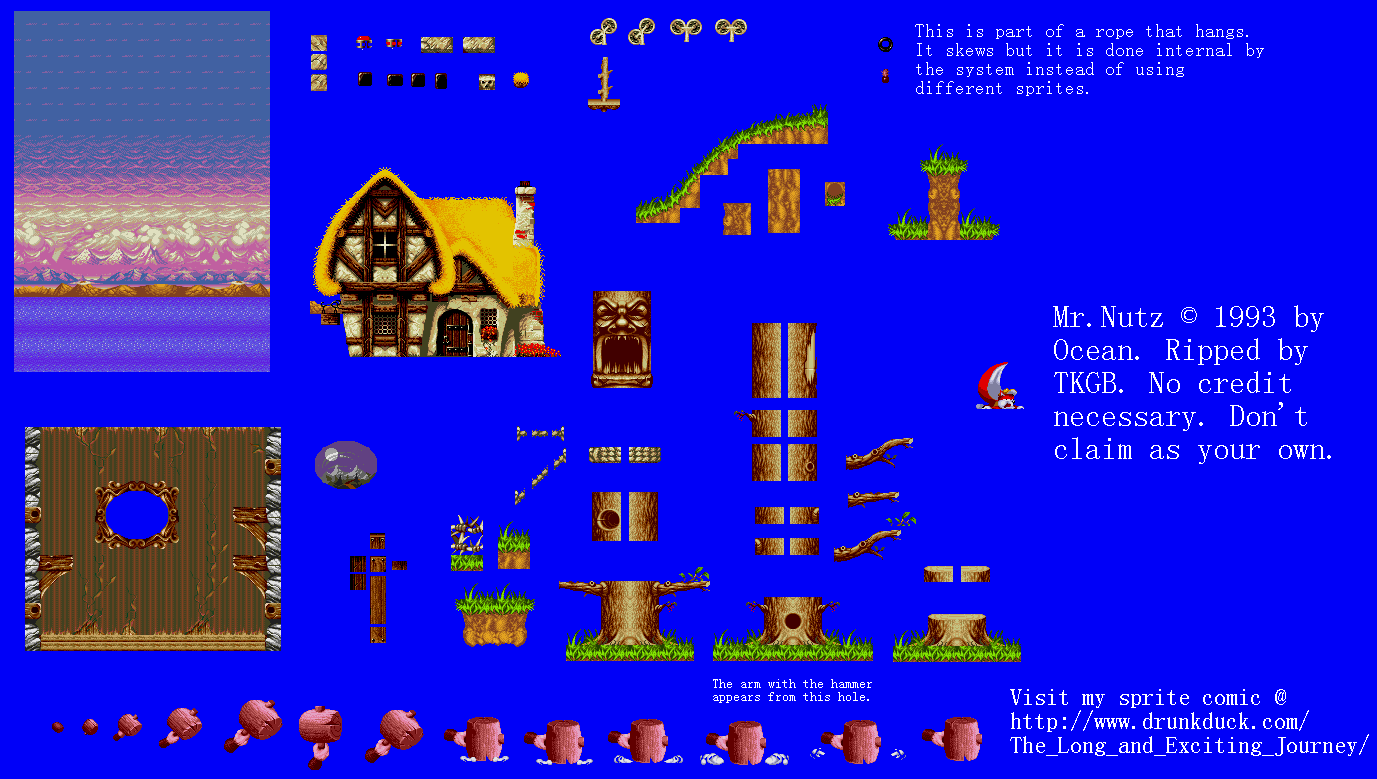 This is part of a rope that hangs.
It skews but it is done internal by
the system instead of using
different sprites.
Mr.Nutz © 1993 by
Ocean. Ripped by
TKGB. No credit
necessary. Don't
claim as your own.
The arm with the hammer
appears from this hole.
Visit my sprite comic @
http://www.drunkduck.com/
The_Long_and_Exciting_Journey/